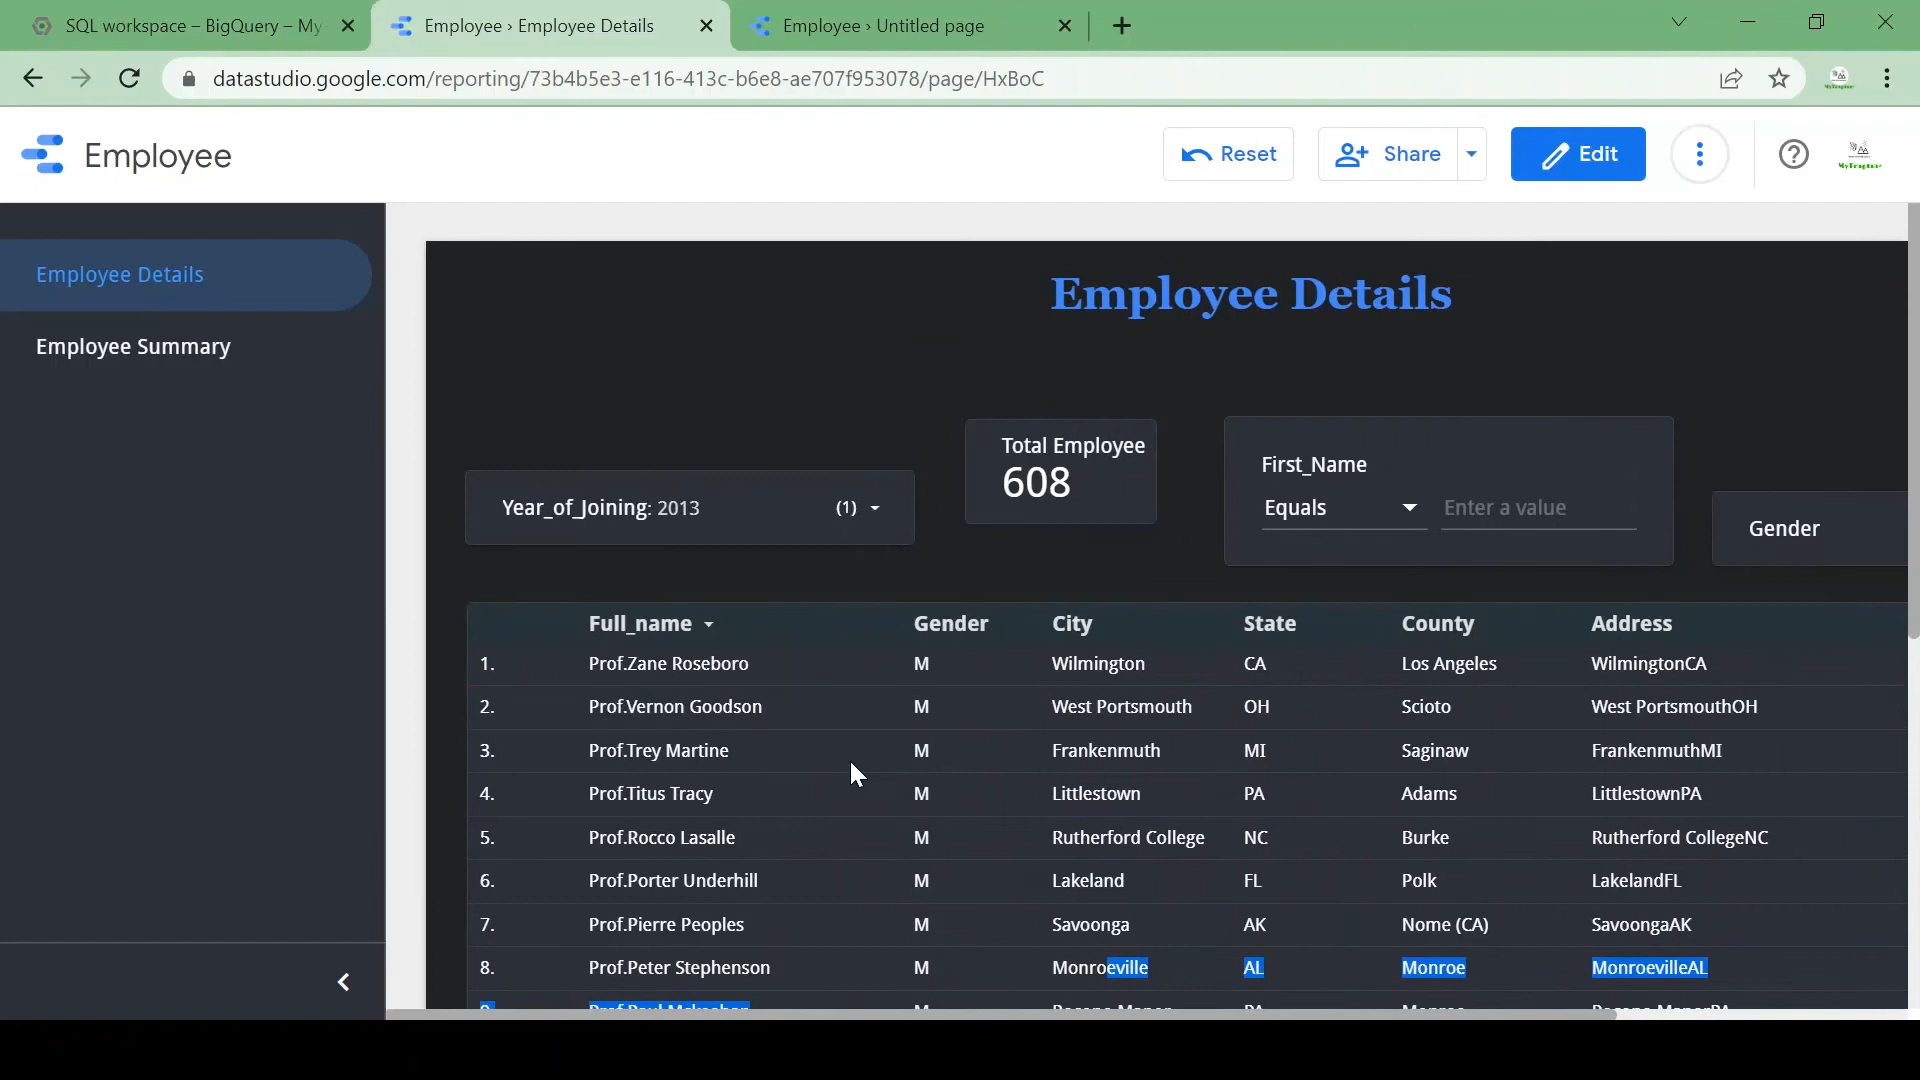 SQL workspace – BigQuery – My
Employee › Employee Details
Employee › Untitled page
datastudio.google.com/reporting/73b4b5e3-e116-413c-b6e8-ae707f953078/page/HxBoC
Employee
Reset
Share
Edit
Employee Details
Employee Summary
Employee Details
Total Employee
608
Year_of_Joining: 2013 (1)
First_Name
Equals Enter a value
Gender
Full_name Gender City State County Address
1. Prof.Zane Roseboro M Wilmington CA Los Angeles WilmingtonCA
2. Prof.Vernon Goodson M West Portsmouth OH Scioto West PortsmouthOH
3. Prof.Trey Martine M Frankenmuth MI Saginaw FrankenmuthMI
4. Prof.Titus Tracy M Littlestown PA Adams LittlestownPA
5. Prof.Rocco Lasalle M Rutherford College NC Burke Rutherford CollegeNC
6. Prof.Porter Underhill M Lakeland FL Polk LakelandFL
7. Prof.Pierre Peoples M Savoonga AK Nome (CA) SavoongaAK
8. Prof.Peter Stephenson M Monroeville AL Monroe MonroevilleAL